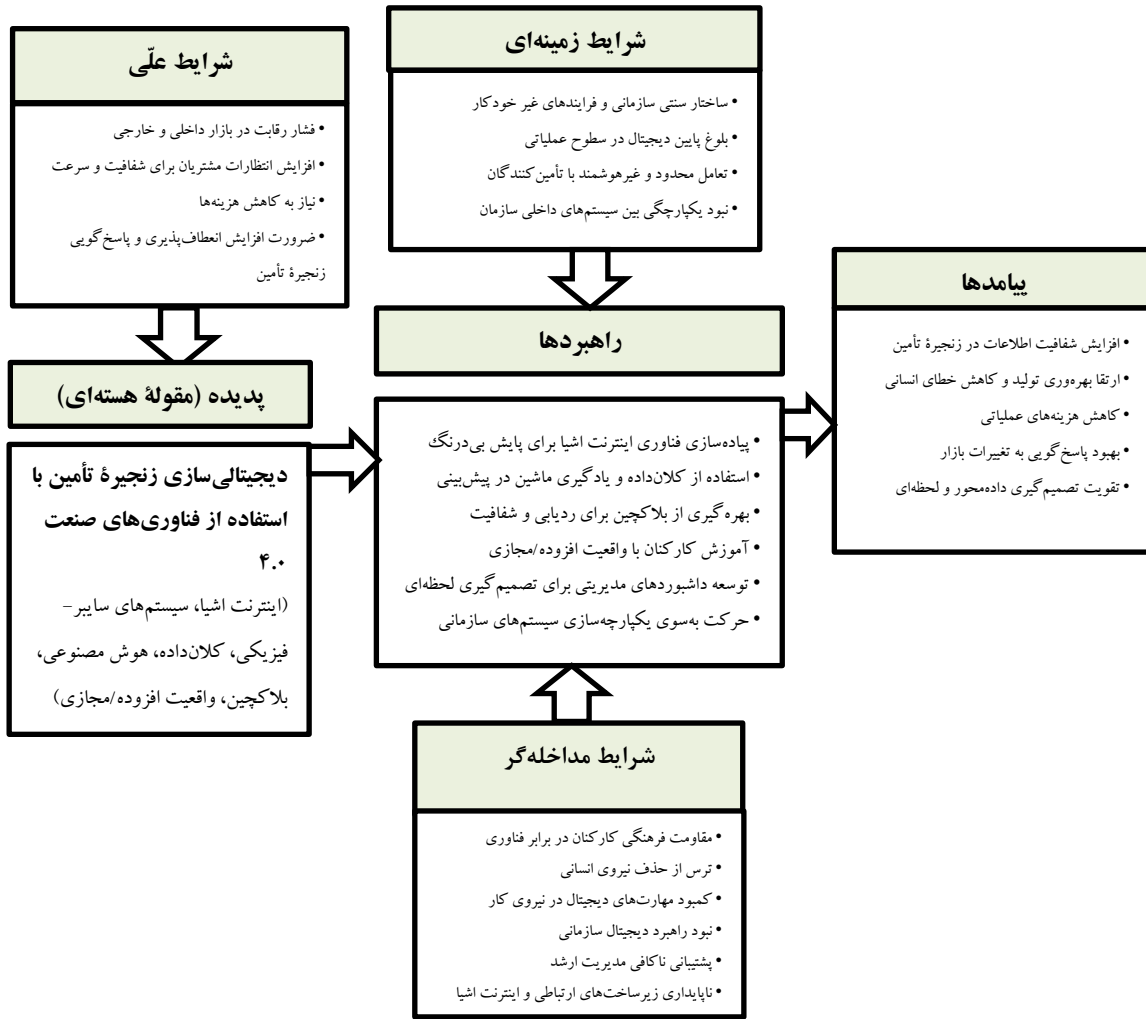 شرایط علّی
• فشار رقابت در بازار داخلی و خارجی
• افزایش انتظارات مشتریان برای شفافیت و سرعت
• نیاز به کاهش هزینه‌ها
• ضرورت افزایش انعطاف‌پذیری و پاسخ‌گویی
زنجیرهٔ تأمین
پدیده (مقولهٔ هسته‌ای)
دیجیتالی‌سازی زنجیرهٔ تأمین با
استفاده از فناوری‌های صنعت
۴.۰
(اینترنت اشیا، سیستم‌های سایبر-
فیزیکی، کلان‌داده، هوش مصنوعی،
بلاکچین، واقعیت افزوده/مجازی)
شرایط زمینه‌ای
• ساختار سنتی سازمانی و فرایندهای غیر خودکار
• بلوغ پایین دیجیتال در سطوح عملیاتی
• تعامل محدود و غیرهوشمند با تأمین‌کنندگان
• نبود یکپارچگی بین سیستم‌های داخلی سازمان
راهبردها
• پیاده‌سازی فناوری اینترنت اشیا برای پایش بی‌درنگ
• استفاده از کلان‌داده و یادگیری ماشین در پیش‌بینی
• بهره‌گیری از بلاکچین برای ردیابی و شفافیت
• آموزش کارکنان با واقعیت افزوده/مجازی
• توسعه داشبوردهای مدیریتی برای تصمیم‌گیری لحظه‌ای
• حرکت به‌سوی یکپارچه‌سازی سیستم‌های سازمانی
شرایط مداخله‌گر
• مقاومت فرهنگی کارکنان در برابر فناوری
• ترس از حذف نیروی انسانی
• کمبود مهارت‌های دیجیتال در نیروی کار
• نبود راهبرد دیجیتال سازمانی
• پشتیبانی ناکافی مدیریت ارشد
• ناپایداری زیرساخت‌های ارتباطی و اینترنت اشیا
پیامدها
• افزایش شفافیت اطلاعات در زنجیرهٔ تأمین
• ارتقا بهره‌وری تولید و کاهش خطای انسانی
• کاهش هزینه‌های عملیاتی
• بهبود پاسخ‌گویی به تغییرات بازار
• تقویت تصمیم‌گیری داده‌محور و لحظه‌ای